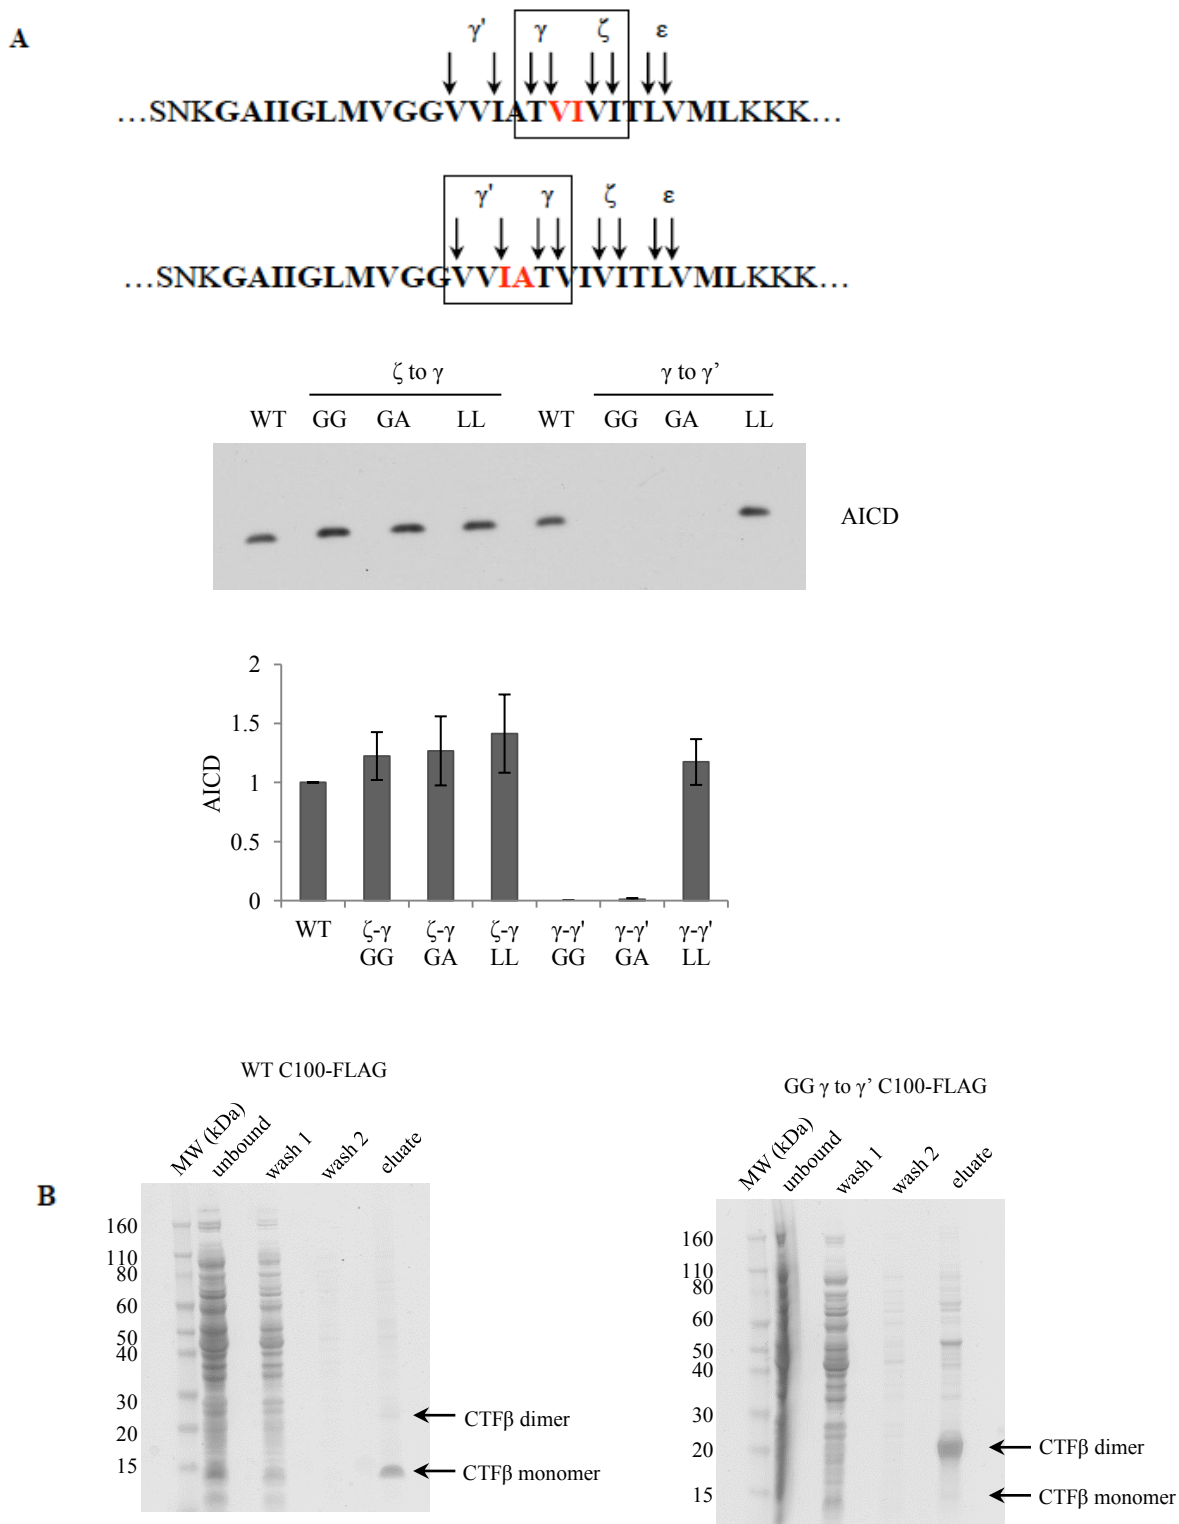 A
γ' γ ζ ε
...SNKGAIIGLMVGGVVIATVIVITLVMLKKK...
γ' γ ζ ε
...SNKGAIIGLMVGGVVIATVIVITLVMLKKK...
ζ to γ γ to γ’
WT GG GA LL WT GG GA LL
AICD
AICD
2
1.5
1
0.5
0
WT ζ-γ ζ-γ ζ-γ γ-γ' γ-γ' γ-γ'
GG GA LL GG GA LL
B
WT C100-FLAG
MW (kDa) unbound wash 1 wash 2 eluate
160
110
80
60
50
40
30
20
15
CTFβ dimer
CTFβ monomer
GG γ to γ’ C100-FLAG
MW (kDa) unbound wash 1 wash 2 eluate
160
110
80
60
50
40
30
20
15
CTFβ dimer
CTFβ monomer